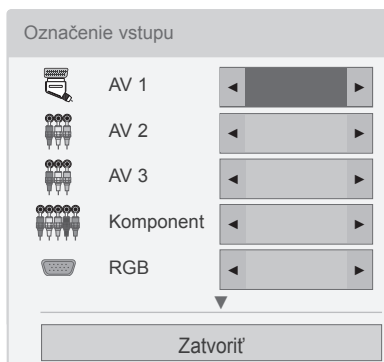 Označenie vstupu
AV 1
AV 2
AV 3
Komponent
RGB
Zatvoriť